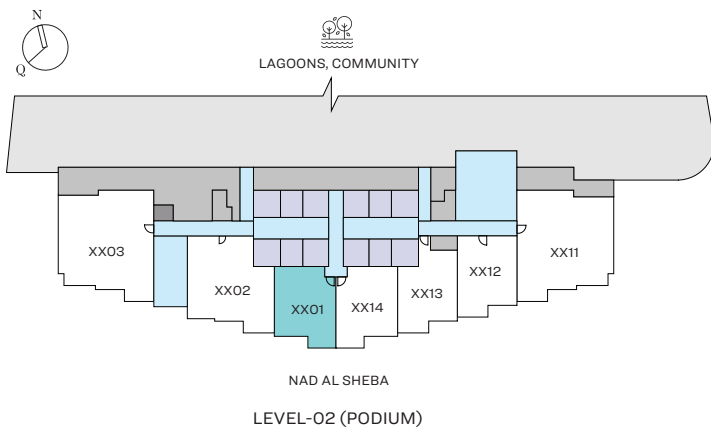 N
Q
LAGOONS, COMMUNITY
XX03
XX11
XX12
XX02
XX13
XX01
XX14
NAD AL SHEBA
LEVEL-02 (PODIUM)